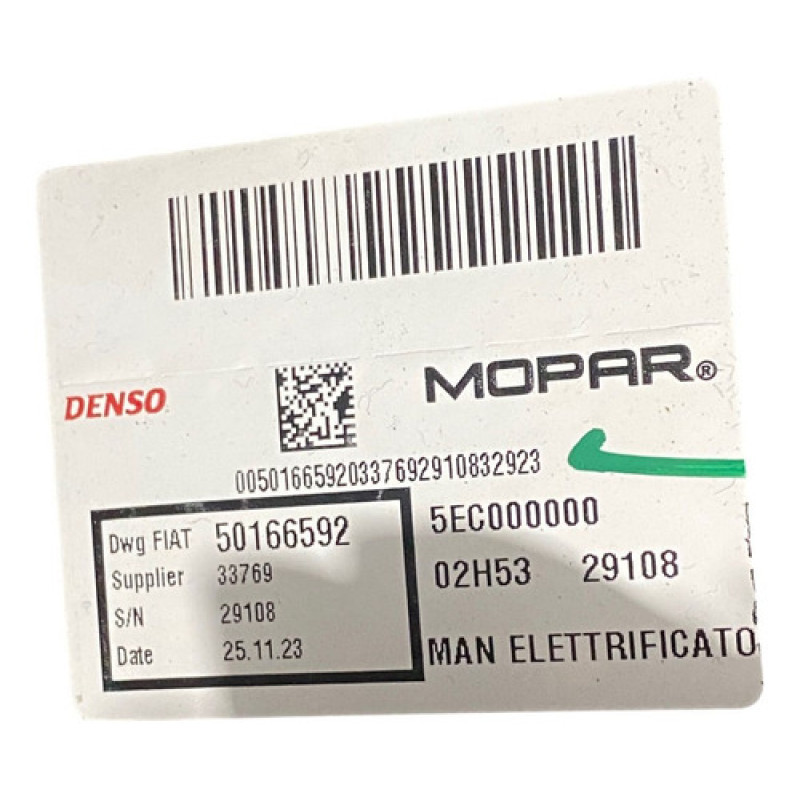 DENSO
MOPAR®
00501665920337692910832923
Dwg FIAT 50166592
Supplier 33769
S/N 29108
Date 25.11.23
5EC000000
02H53 29108
MAN ELETTRIFICATO